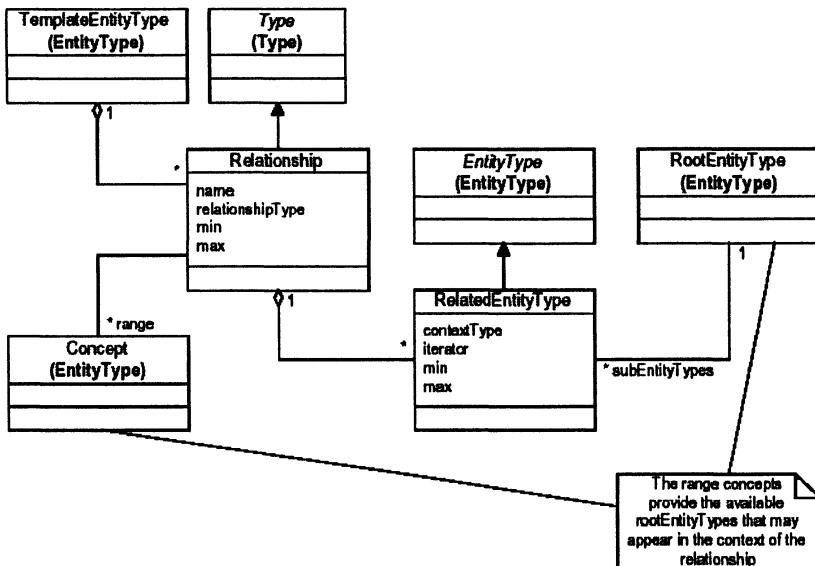 TemplateEntityType
(EntityType)
Type
(Type)
1
*
Relationship
name
relationshipType
min
max
EntityType
(EntityType)
RootEntityType
(EntityType)
1
1
* range
RelatedEntityType
contextType
iterator
min
max
*
* subEntityTypes
Concept
(EntityType)
The range concepts
provide the available
rootEntityTypes that may
appear in the context of the
relationship